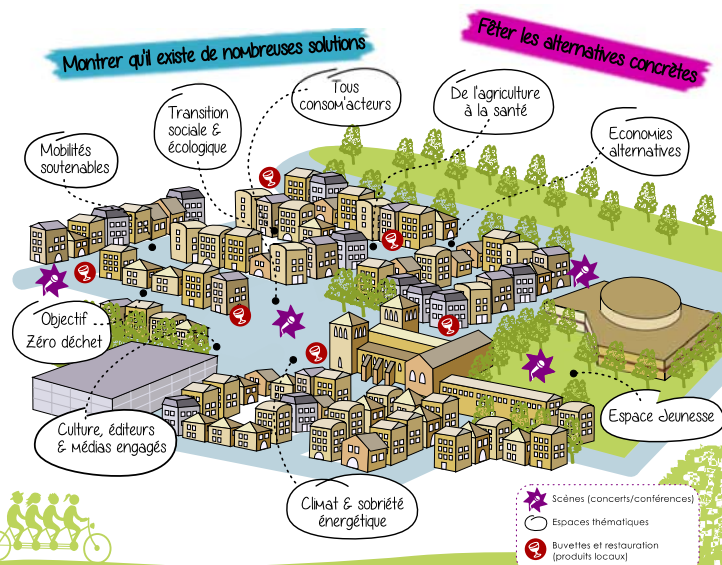 Montrer qu'il existe de nombreuses solutions
Fêter les alternatives concrètes
Tous
consom'acteurs
De l'agriculture
à la santé
Transition
sociale &
écologique
Economies
alternatives
Mobilités
soutenables
Objectif
Zéro déchet
Culture, éditeurs
& Médias engagés
Espace Jeunesse
Climat & sobriété
énergétique
Scènes (concerts/conférences)
Espaces thématiques
Buvettes et restauration
(produits locaux)